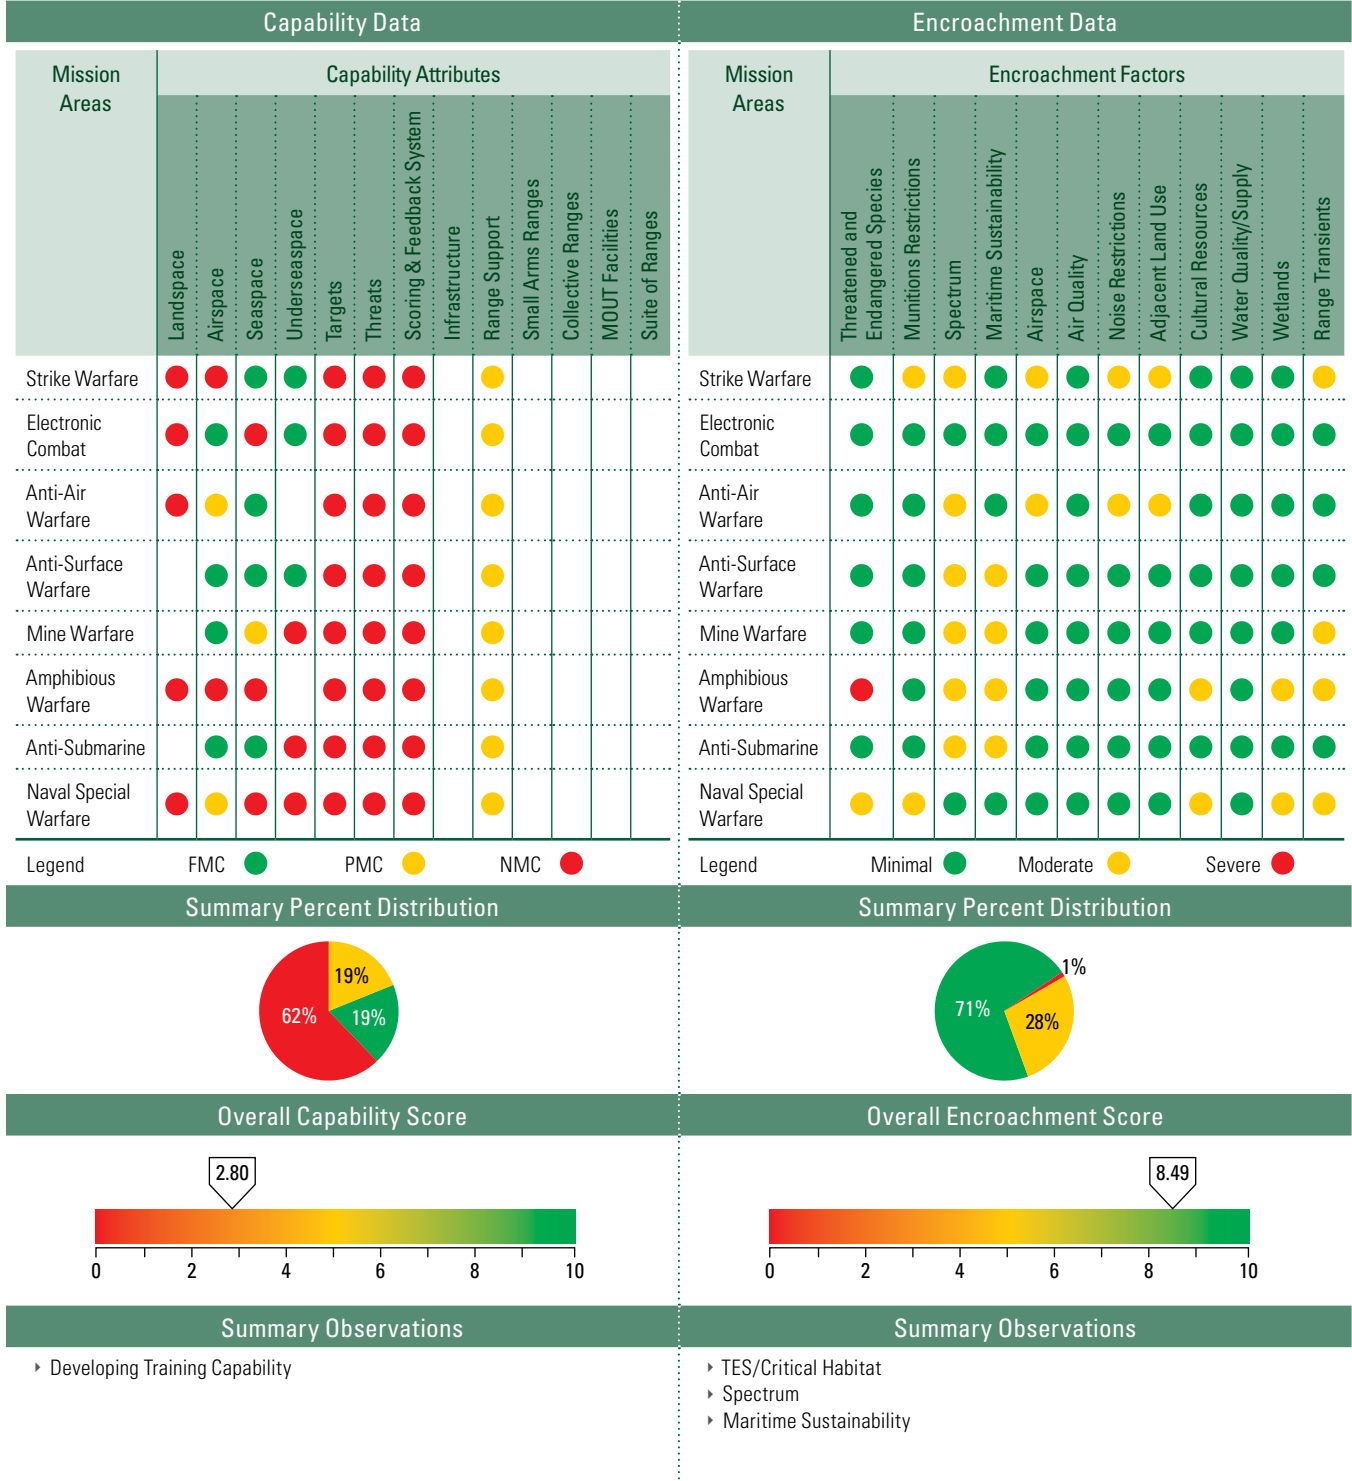 Capability Data
Mission
Areas
Capability Attributes
Landspace
Airspace
Seaspace
Underseaspace
Targets
Threats
Scoring & Feedback System
Infrastructure
Range Support
Small Arms Ranges
Collective Ranges
MOUT Facilities
Suite of Ranges
Strike Warfare
Electronic
Combat
Anti-Air
Warfare
Anti-Surface
Warfare
Mine Warfare
Amphibious
Warfare
Anti-Submarine
Naval Special
Warfare
Legend FMC PMC NMC
Summary Percent Distribution
19%
62%
19%
Overall Capability Score
2.80
0 2 4 6 8 10
Summary Observations
‣ Developing Training Capability
Encroachment Data
Mission
Areas
Encroachment Factors
Threatened and
Endangered Species
Munitions Restrictions
Spectrum
Maritime Sustainability
Airspace
Air Quality
Noise Restrictions
Adjacent Land Use
Cultural Resources
Water Quality/Supply
Wetlands
Range Transients
Strike Warfare
Electronic
Combat
Anti-Air
Warfare
Anti-Surface
Warfare
Mine Warfare
Amphibious
Warfare
Anti-Submarine
Naval Special
Warfare
Legend Minimal Moderate Severe
Summary Percent Distribution
1%
71%
28%
Overall Encroachment Score
8.49
0 2 4 6 8 10
Summary Observations
‣ TES/Critical Habitat
‣ Spectrum
‣ Maritime Sustainability